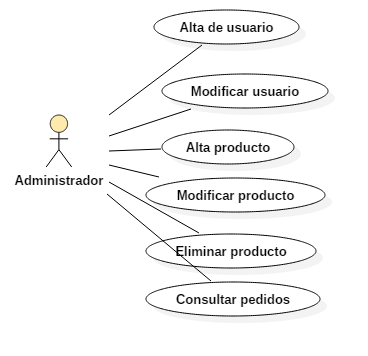 Alta de usuario
Modificar usuario
Alta producto
Administrador
Modificar producto
Eliminar producto
Consultar pedidos